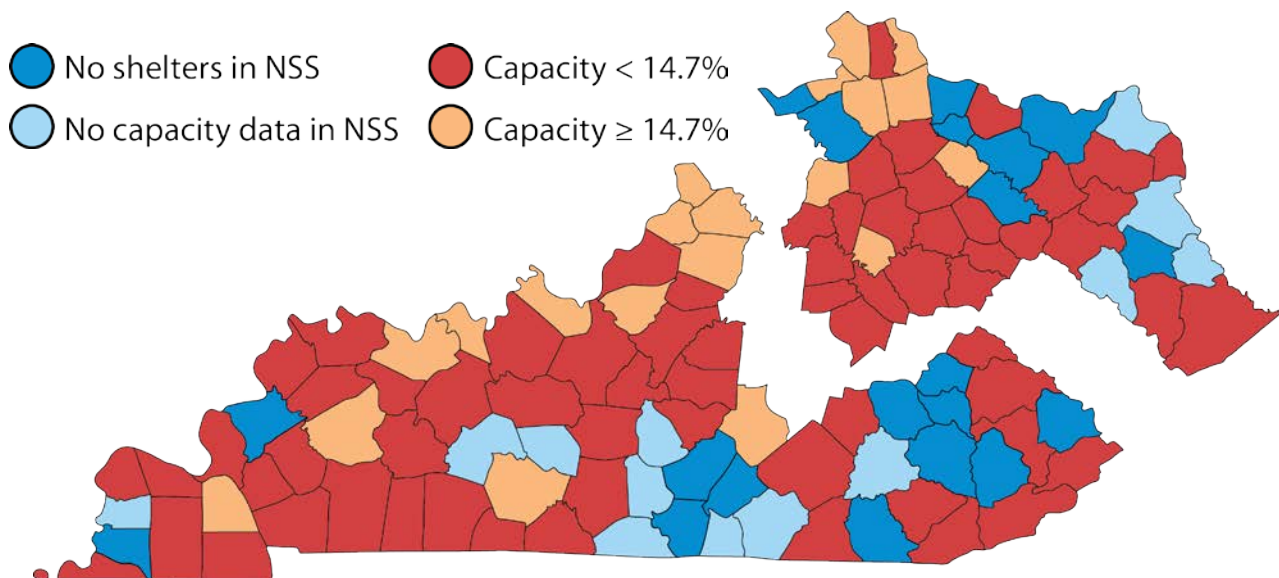 No shelters in NSS
Capacity < 14.7%
No capacity data in NSS
Capacity ≥ 14.7%